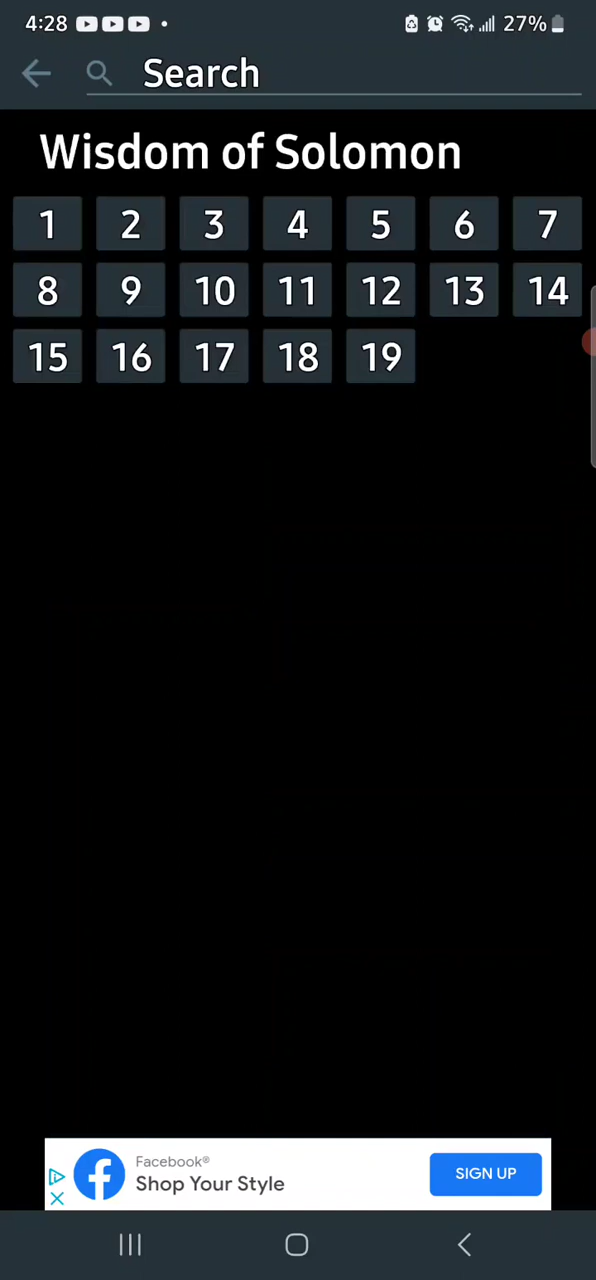 4:28
27%
Search
Wisdom of Solomon
1 2 3 4 5 6 7
8 9 10 11 12 13 14
15 16 17 18 19
Facebook®
Shop Your Style
SIGN UP